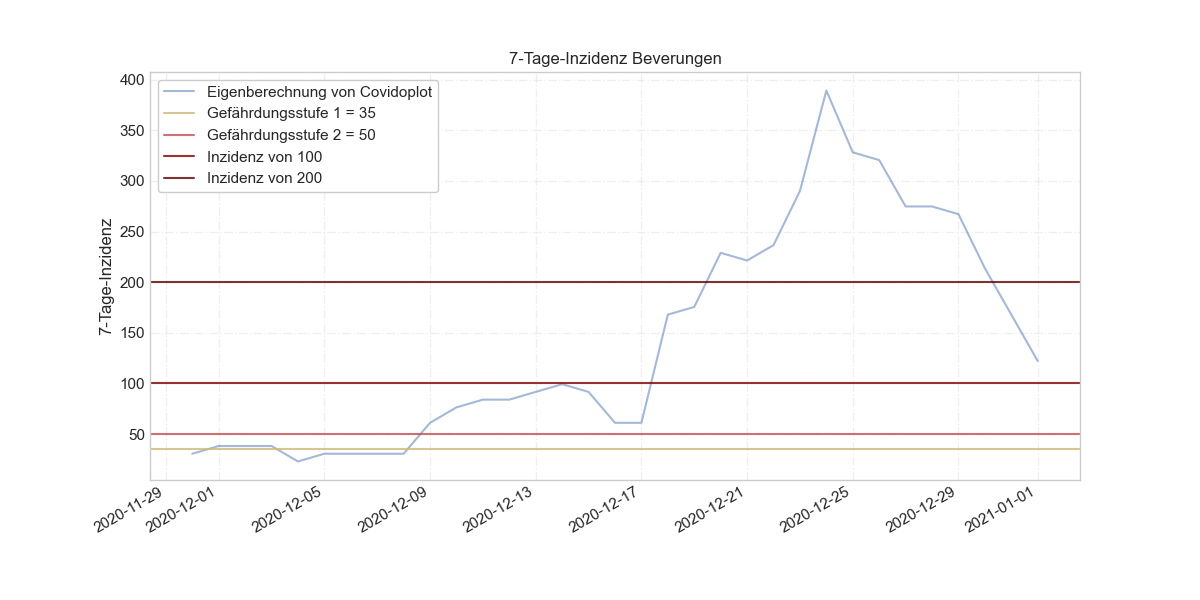 7-Tage-Inzidenz Beverungen
Eigenberechnung von Covidoplot
Gefährdungsstufe 1 = 35
Gefährdungsstufe 2 = 50
Inzidenz von 100
Inzidenz von 200
7-Tage-Inzidenz
400
350
300
250
200
150
100
50
2020-11-29
2020-12-01
2020-12-05
2020-12-09
2020-12-13
2020-12-17
2020-12-21
2020-12-25
2020-12-29
2021-01-01